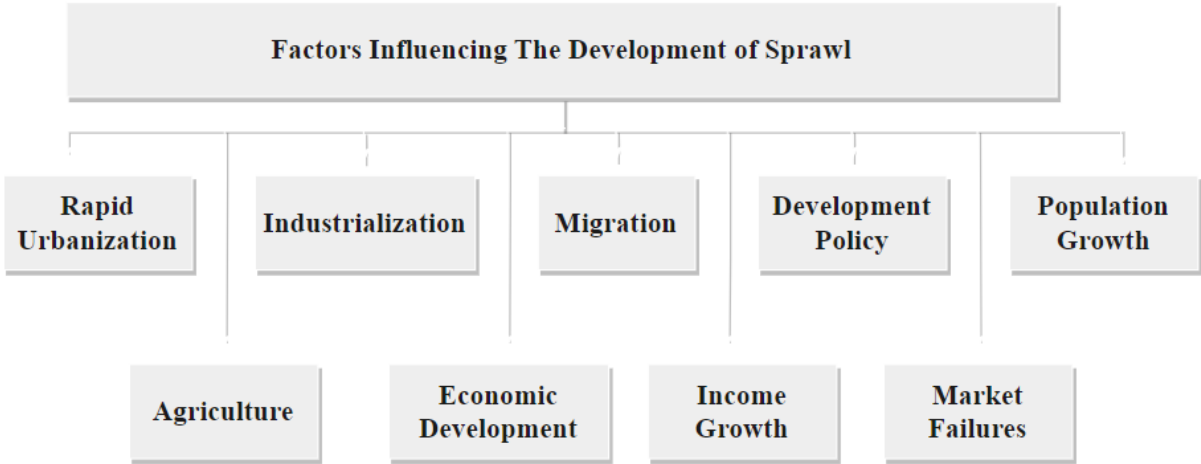 Factors Influencing The Development of Sprawl
Rapid
Urbanization
Industrialization
Migration
Development
Policy
Population
Growth
Agriculture
Economic
Development
Income
Growth
Market
Failures